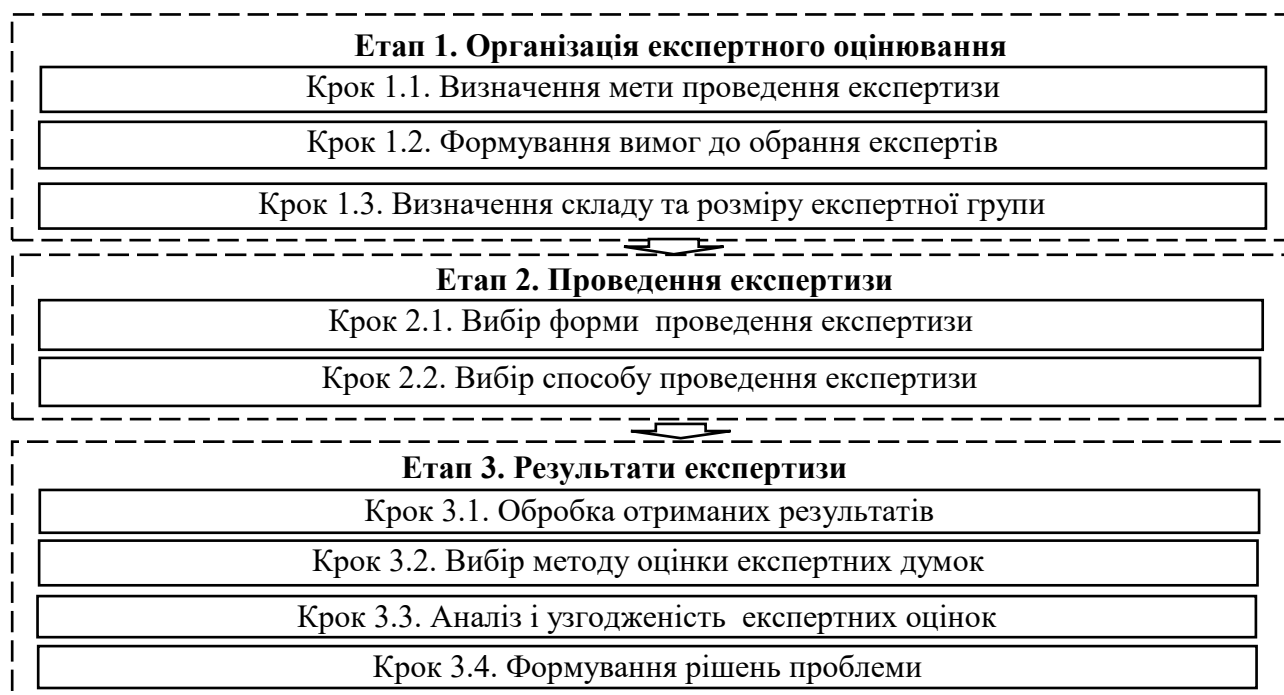 Етап 1. Організація експертного оцінювання
Крок 1.1. Визначення мети проведення експертизи
Крок 1.2. Формування вимог до обрання експертів
Крок 1.3. Визначення складу та розміру експертної групи
Етап 2. Проведення експертизи
Крок 2.1. Вибір форми проведення експертизи
Крок 2.2. Вибір способу проведення експертизи
Етап 3. Результати експертизи
Крок 3.1. Обробка отриманих результатів
Крок 3.2. Вибір методу оцінки експертних думок
Крок 3.3. Аналіз і узгодженість експертних оцінок
Крок 3.4. Формування рішень проблеми